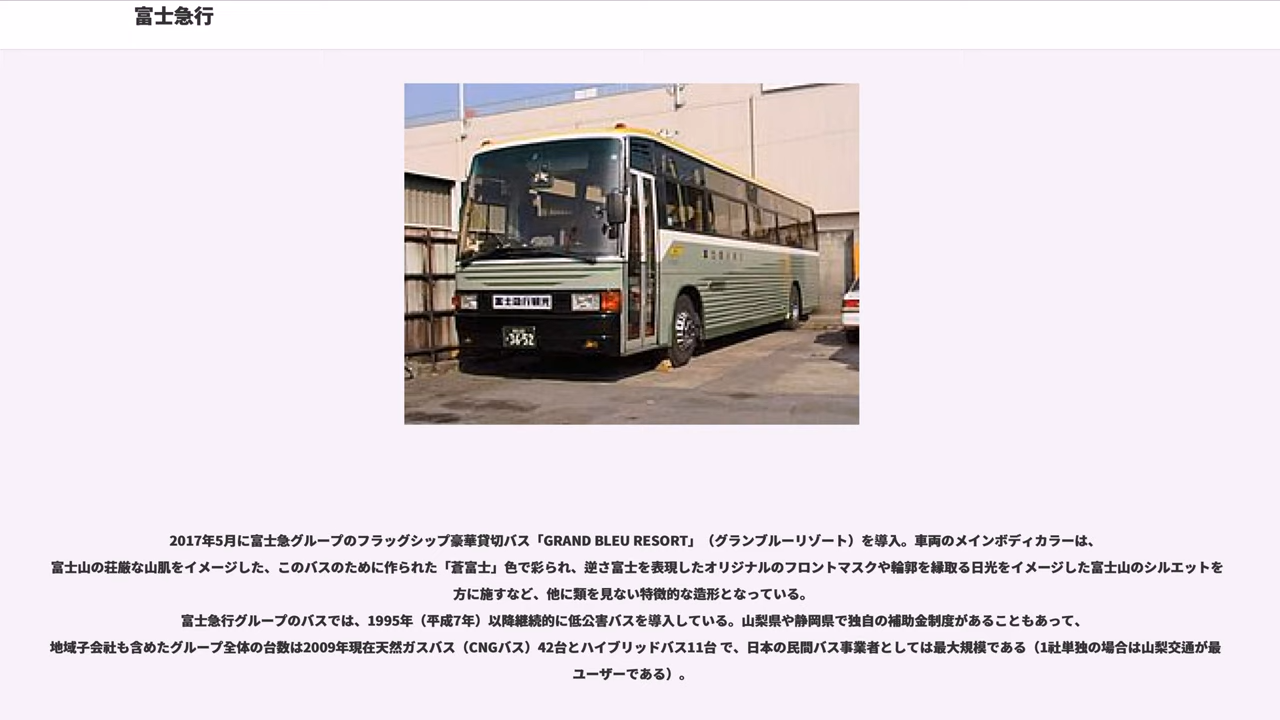 富士急行
富士急行観光
36-52
2017年5月に富士急グループのフラッグシップ豪華貸切バス「GRAND BLEU RESORT」（グランブルーリゾート）を導入。車両のメインボディカラーは、
富士山の荘厳な山肌をイメージした、このバスのために作られた「蒼富士」色で彩られ、逆さ富士を表現したオリジナルのフロントマスクや輪郭を縁取る日光をイメージした富士山のシルエットを
方に施すなど、他に類を見ない特徴的な造形となっている。
富士急行グループのバスでは、1995年（平成7年）以降継続的に低公害バスを導入している。山梨県や静岡県で独自の補助金制度があることもあって、
地域子会社も含めたグループ全体の台数は2009年現在天然ガスバス（CNGバス）42台とハイブリッドバス11台 で、日本の民間バス事業者としては最大規模である（1社単独の場合は山梨交通が最
ユーザーである）。